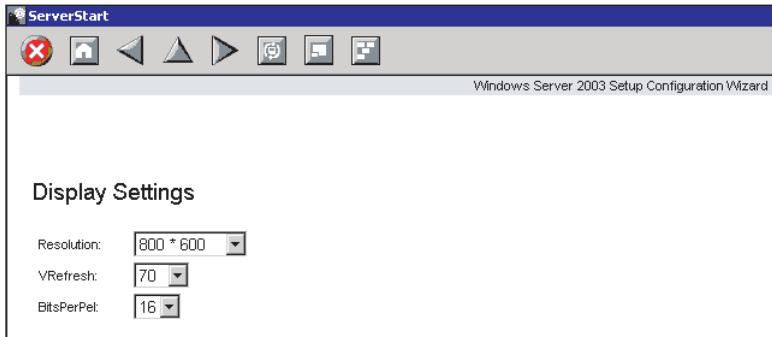 ServerStart
Windows Server 2003 Setup Configuration Wizard
Display Settings
Resolution: 800 * 600
VRefresh: 70
BitsPerPel: 16